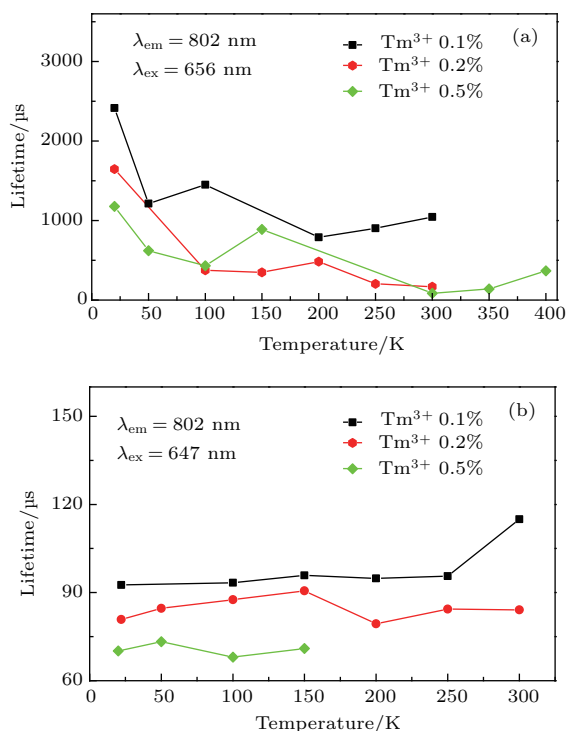 (a)
λem = 802 nm
λex = 656 nm
Tm3+ 0.1%
Tm3+ 0.2%
Tm3+ 0.5%
Lifetime/μs
3000
2000
1000
0
0 50 100 150 200 250 300 350 400
Temperature/K
(b)
λem = 802 nm
λex = 647 nm
Tm3+ 0.1%
Tm3+ 0.2%
Tm3+ 0.5%
Lifetime/μs
150
120
90
60
0 50 100 150 200 250 300
Temperature/K